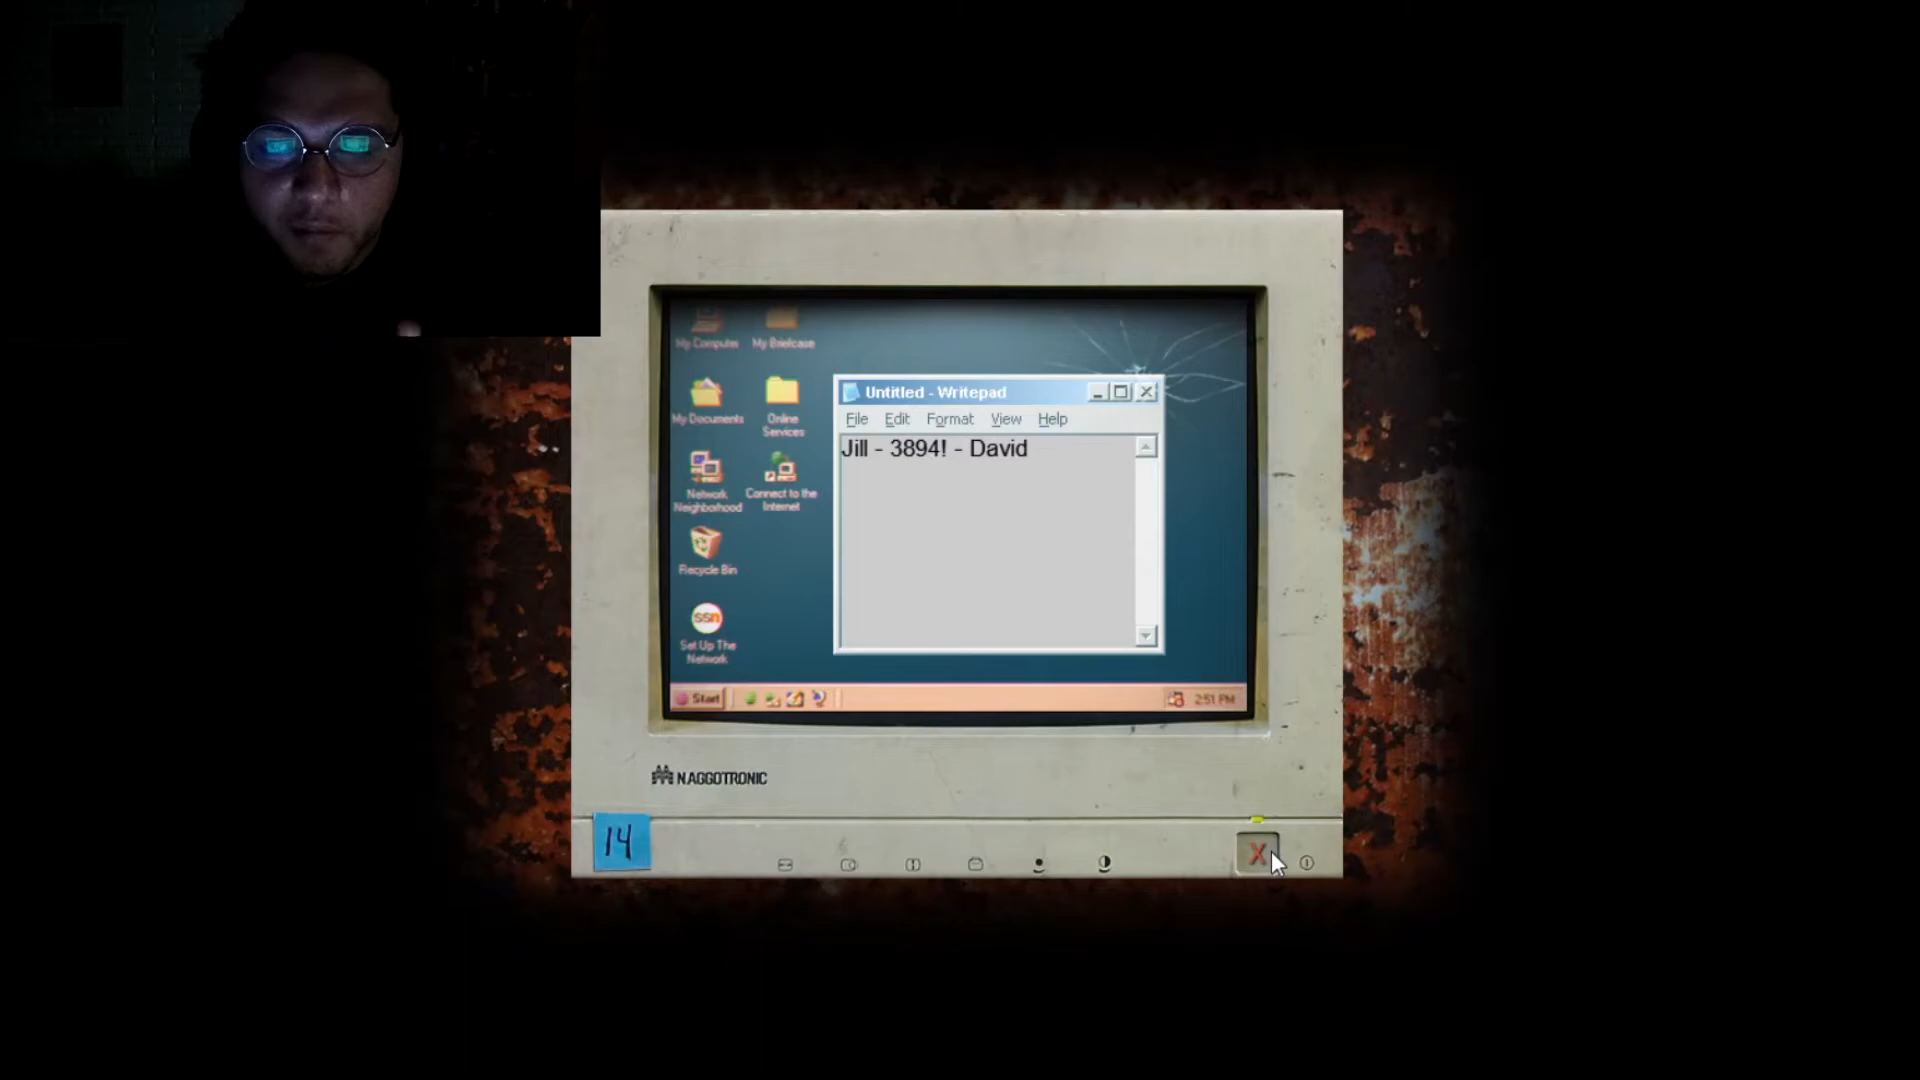 My Computer
My Briefcase
My Documents
Online
Services
Network
Neighborhood
Connect to the
Internet
Recycle Bin
ssn
Set Up The
Network
Untitled - Writepad
File Edit Format View Help
Jill - 3894! - David
Start
2:51 PM
NAGGOTRONIC
14
X